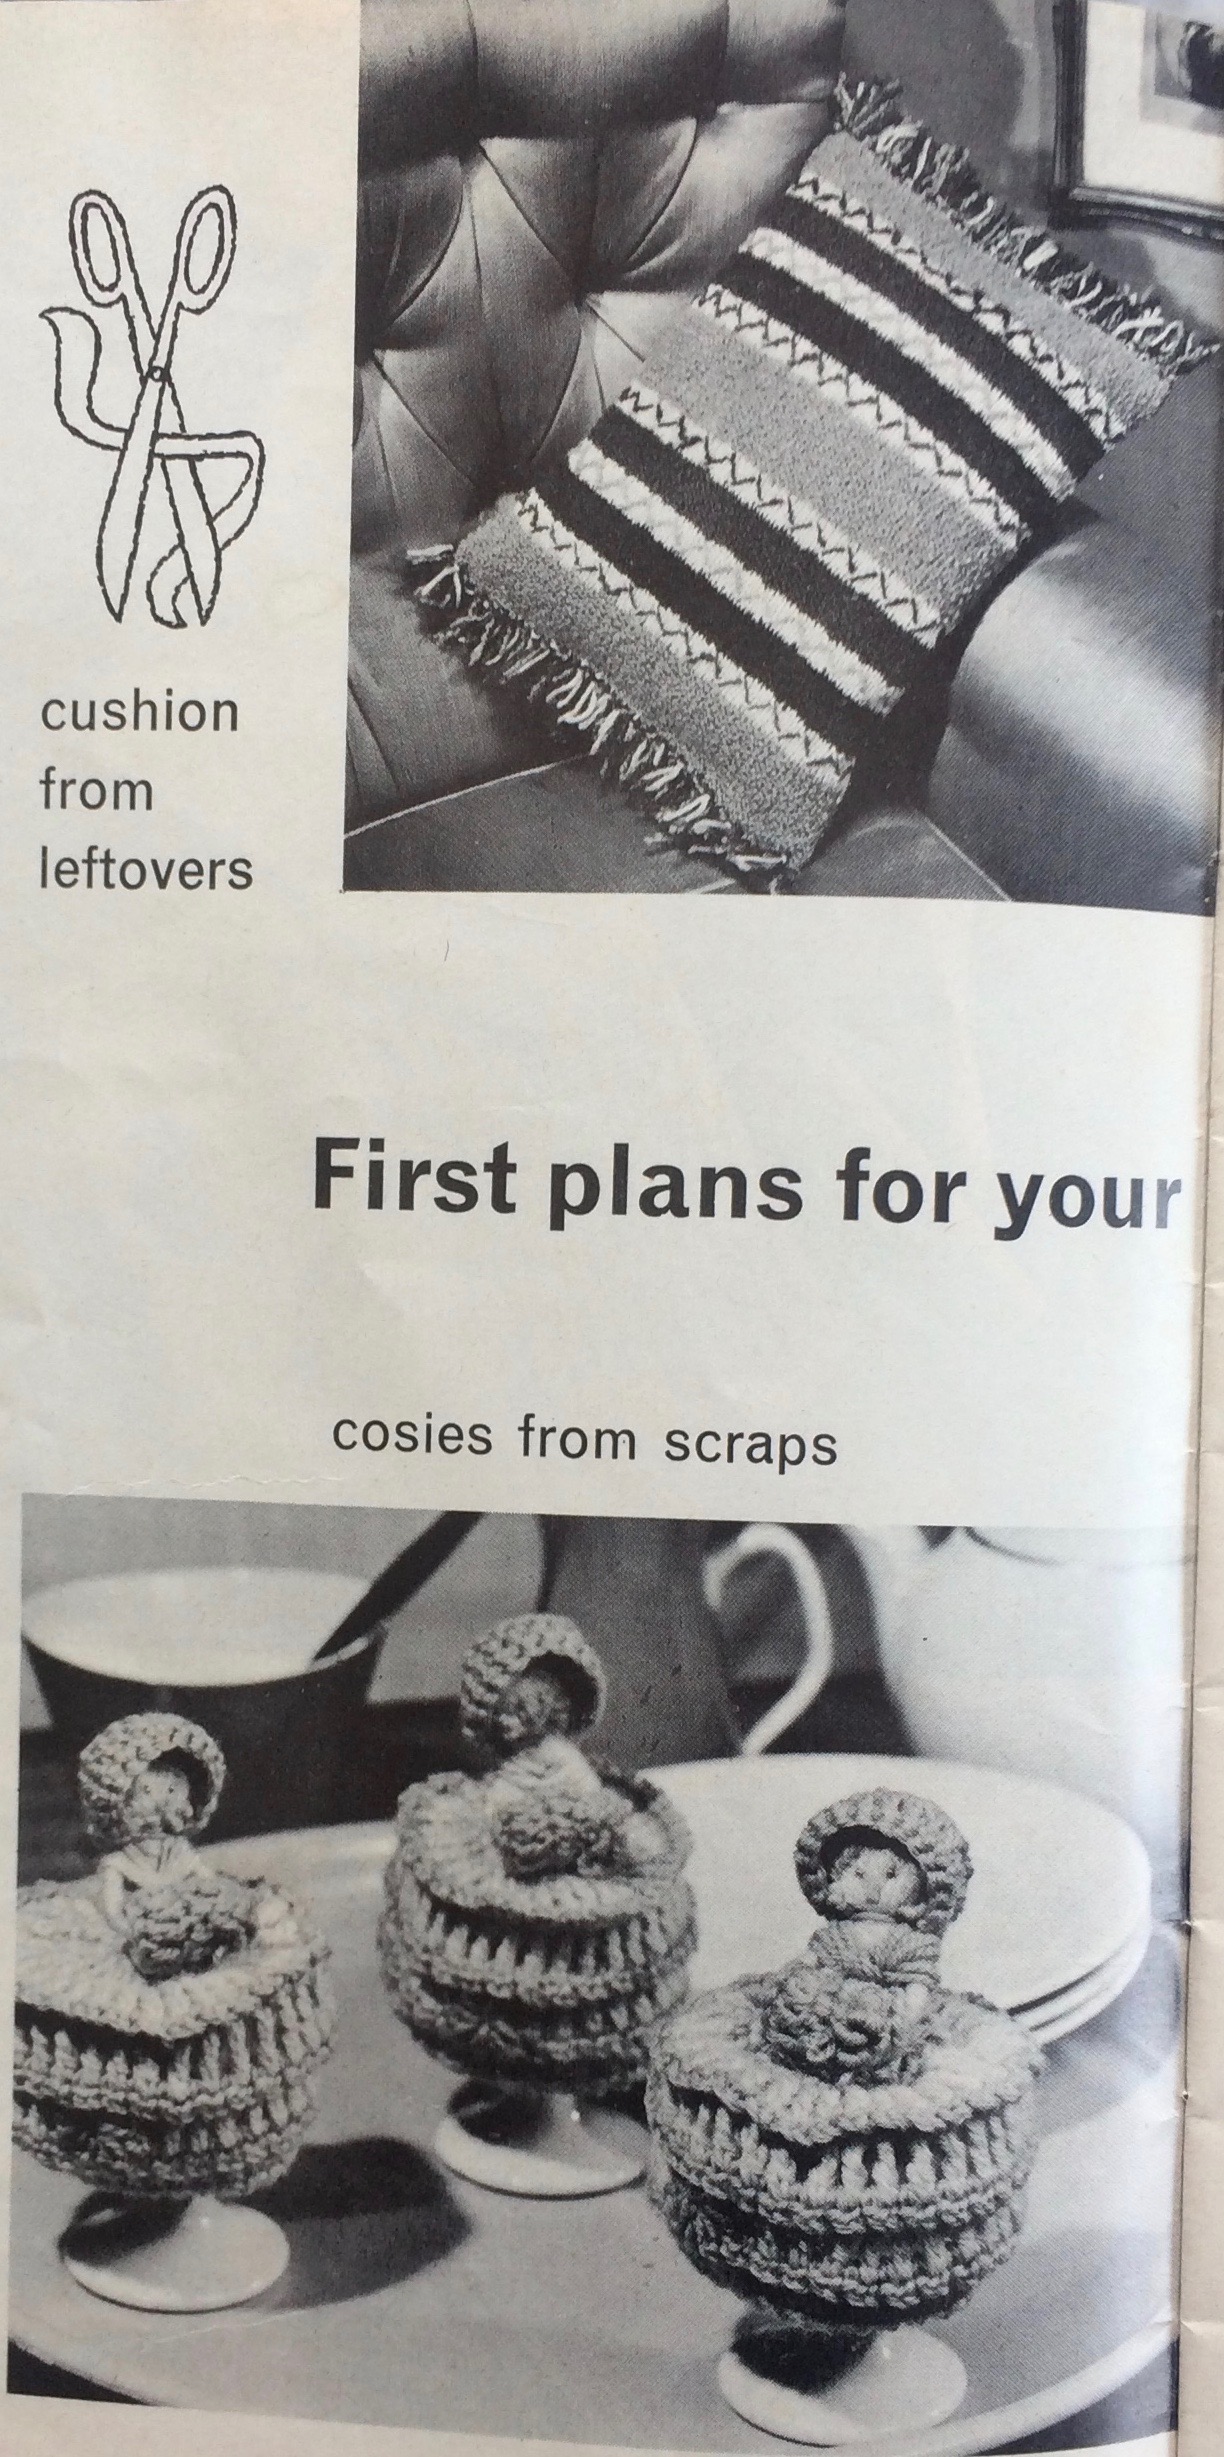 cushion
from
leftovers
First plans for your
cosies from scraps